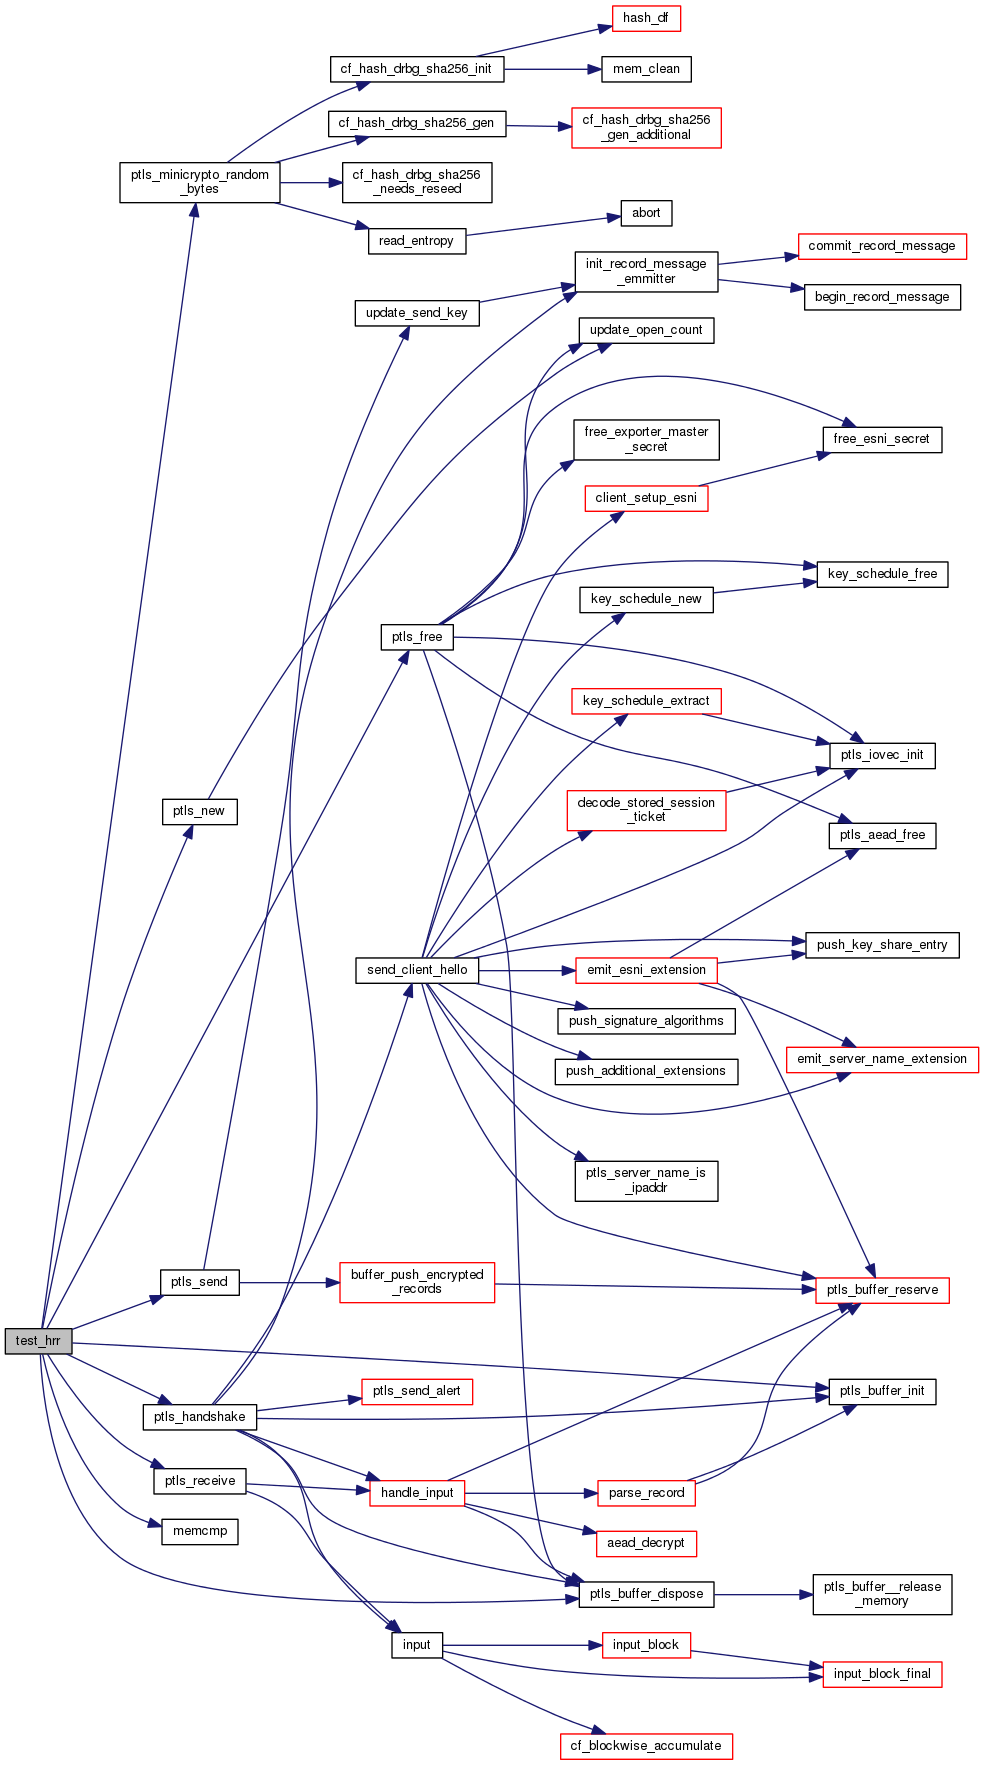 hash_df
cf_hash_drbg_sha256_init
mem_clean
cf_hash_drbg_sha256_gen
cf_hash_drbg_sha256
_gen_additional
ptls_minicrypto_random
_bytes
cf_hash_drbg_sha256
_needs_reseed
abort
read_entropy
init_record_message
_emmitter
commit_record_message
begin_record_message
update_send_key
update_open_count
free_exporter_master
_secret
free_esni_secret
client_setup_esni
key_schedule_free
key_schedule_new
ptls_free
key_schedule_extract
ptls_iovec_init
decode_stored_session
_ticket
ptls_new
ptls_aead_free
push_key_share_entry
send_client_hello
emit_esni_extension
push_signature_algorithms
emit_server_name_extension
push_additional_extensions
ptls_server_name_is
_ipaddr
ptls_send
buffer_push_encrypted
_records
ptls_buffer_reserve
test_hrr
ptls_send_alert
ptls_buffer_init
ptls_handshake
ptls_receive
handle_input
parse_record
memcmp
aead_decrypt
ptls_buffer_dispose
ptls_buffer__release
_memory
input
input_block
input_block_final
cf_blockwise_accumulate